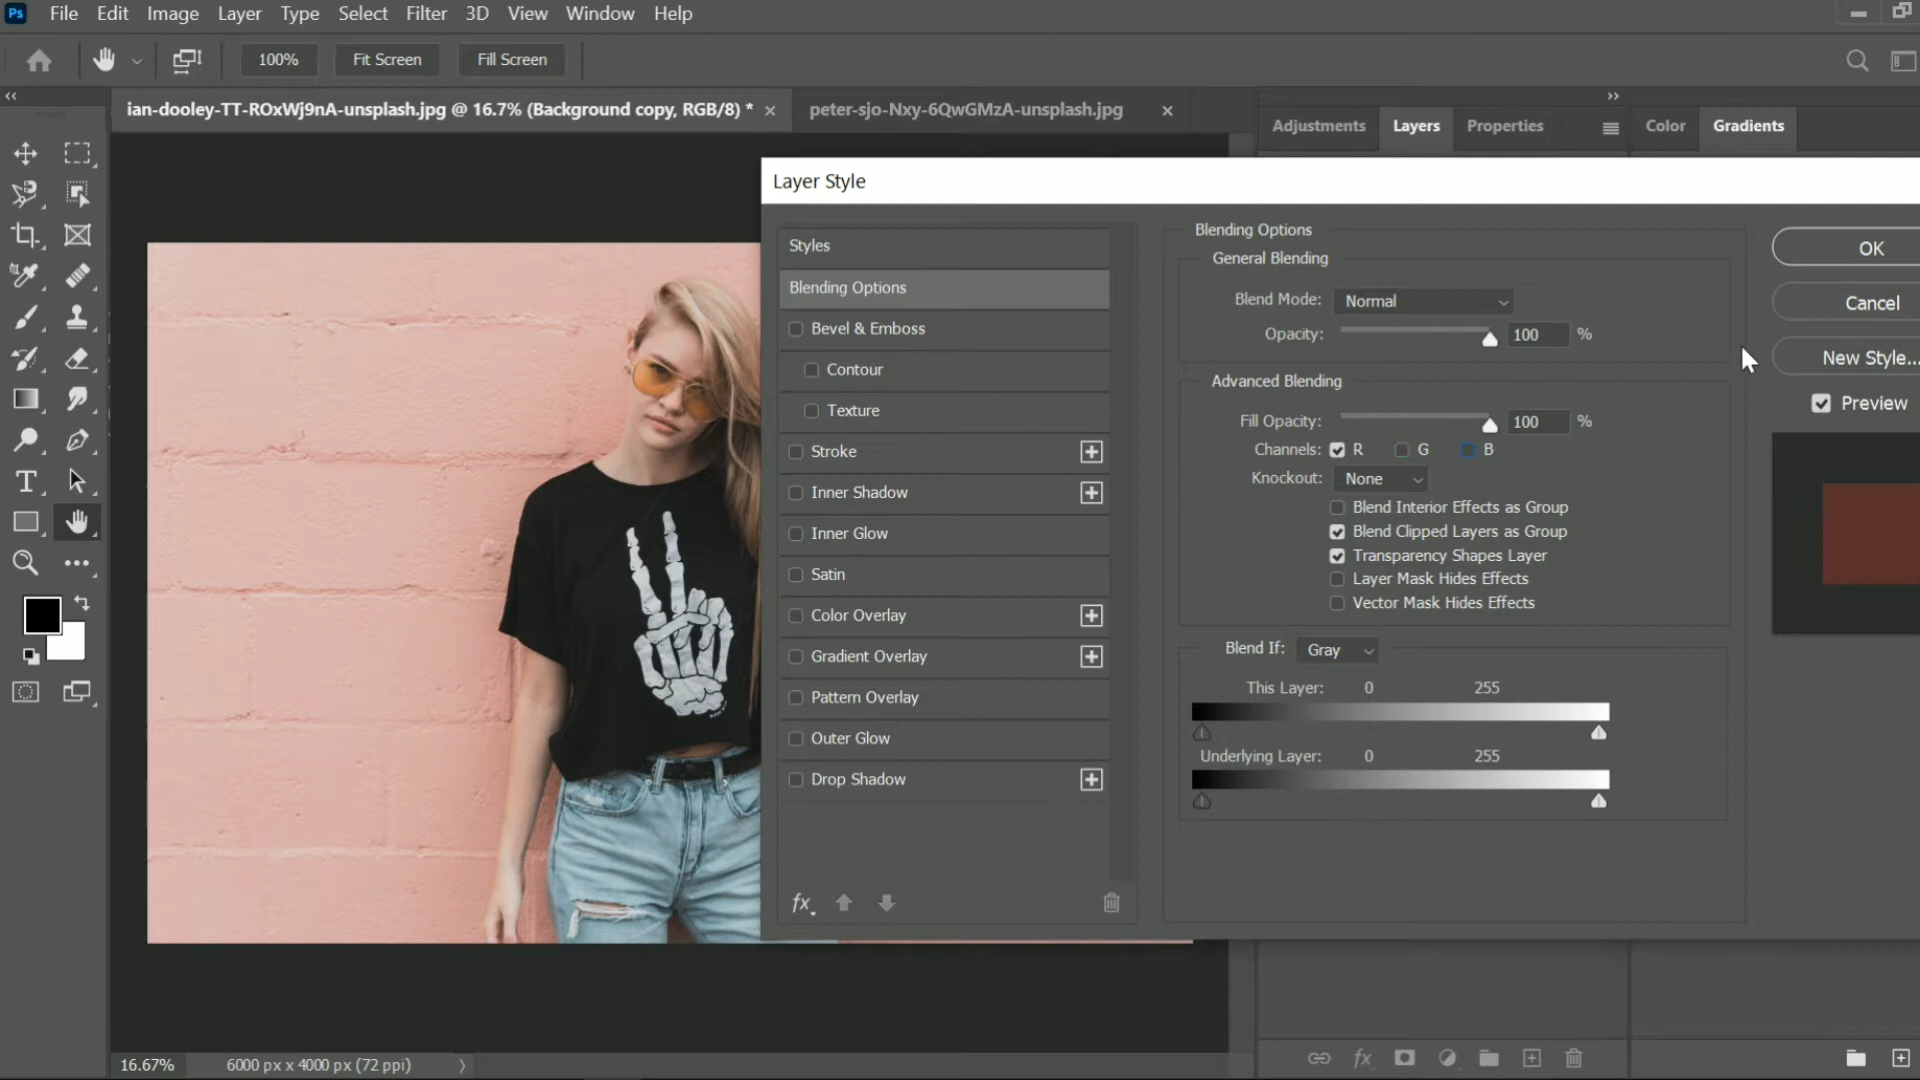 Ps File Edit Image Layer Type Select Filter 3D View Window Help
100% Fit Screen Fill Screen
ian-dooley-TT-ROxWj9nA-unsplash.jpg @ 16.7% (Background copy, RGB/8) * × peter-sjo-Nxy-6QwGMzA-unsplash.jpg ×
Adjustments Layers Properties Color Gradients
Layer Style
Styles
Blending Options
Bevel & Emboss
Contour
Texture
Stroke
Inner Shadow
Inner Glow
Satin
Color Overlay
Gradient Overlay
Pattern Overlay
Outer Glow
Drop Shadow
fx
Blending Options
General Blending
Blend Mode: Normal
Opacity: 100 %
Advanced Blending
Fill Opacity: 100 %
Channels: R G B
Knockout: None
Blend Interior Effects as Group
Blend Clipped Layers as Group
Transparency Shapes Layer
Layer Mask Hides Effects
Vector Mask Hides Effects
Blend If: Gray
This Layer: 0 255
Underlying Layer: 0 255
OK
Cancel
New Style...
Preview
16.67% 6000 px x 4000 px (72 ppi)
fx